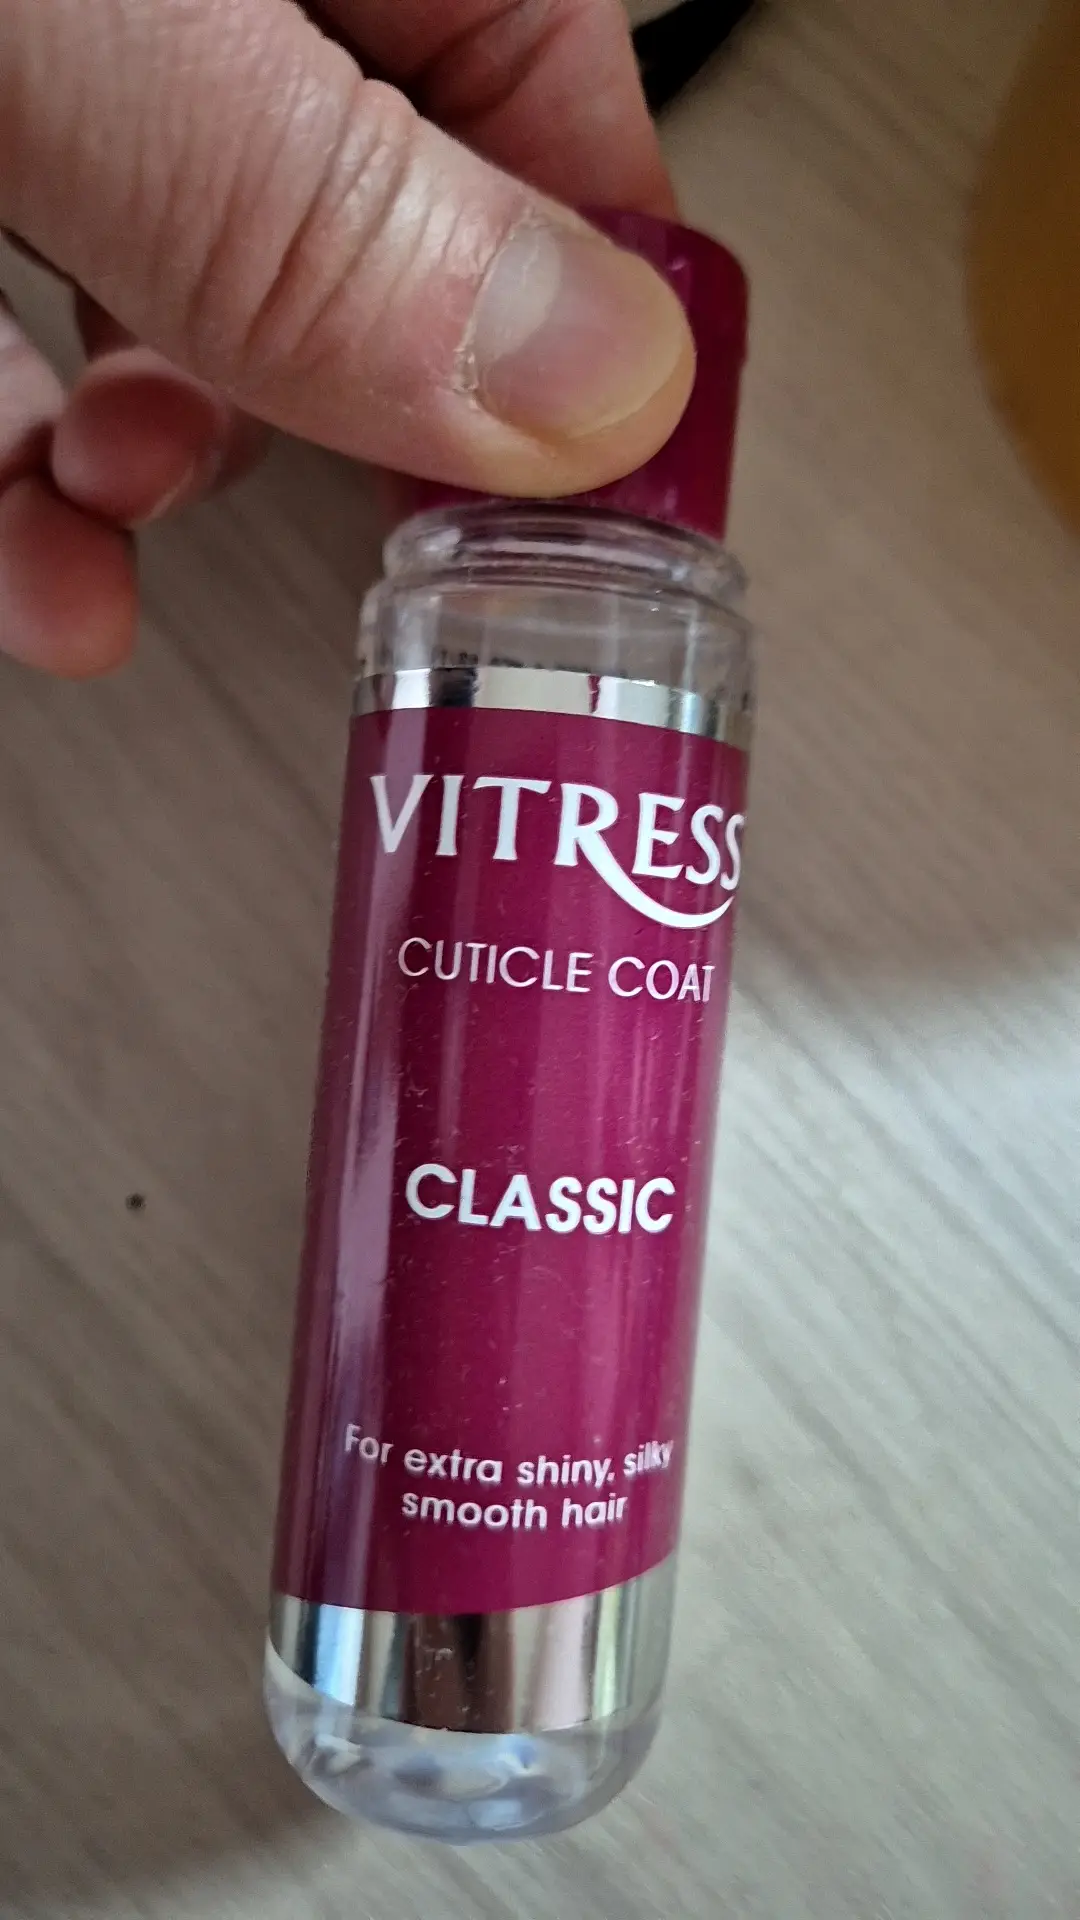 VITRESS
CUTICLE COAT
CLASSIC
For extra shiny, silky
smooth hair